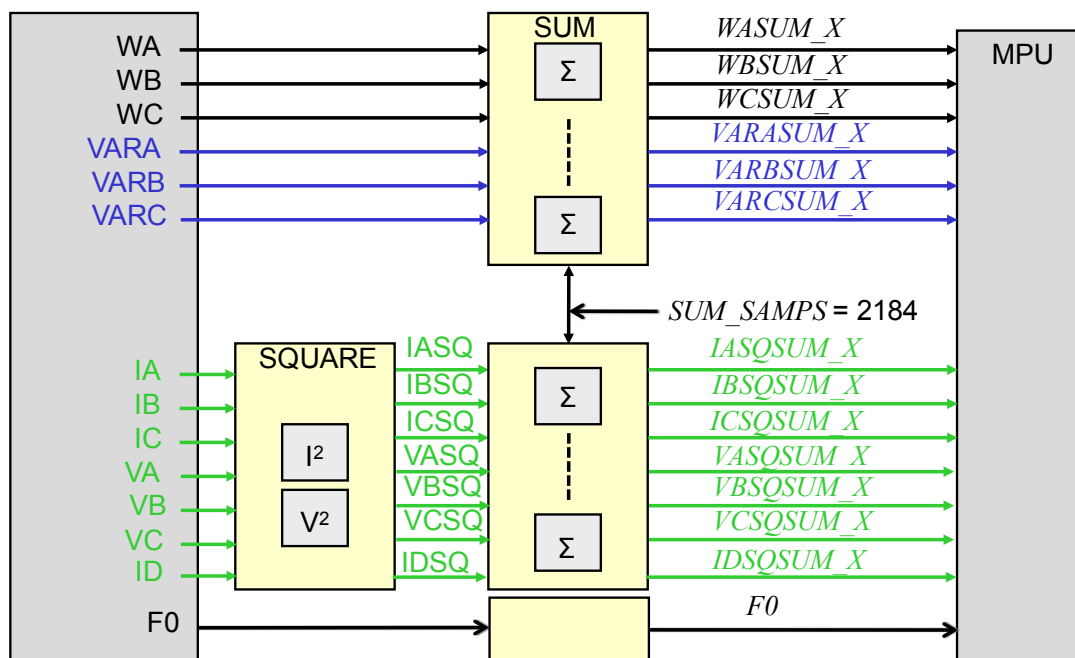 SUM
MPU
WA
WASUM_X
Σ
WB
WBSUM_X
WC
WCSUM_X
VARA
VARASUM_X
VARB
VARBSUM_X
VARC
VARCSUM_X
Σ
SUM_SAMPS = 2184
SQUARE
IASQ
IASQSUM_X
IA
IBSQ
IBSQSUM_X
Σ
IB
ICSQ
ICSQSUM_X
IC
I²
VASQ
VASQSUM_X
VA
VBSQ
VBSQSUM_X
VB
V²
VCSQ
VCSQSUM_X
VC
Σ
IDSQ
IDSQSUM_X
ID
F0
F0